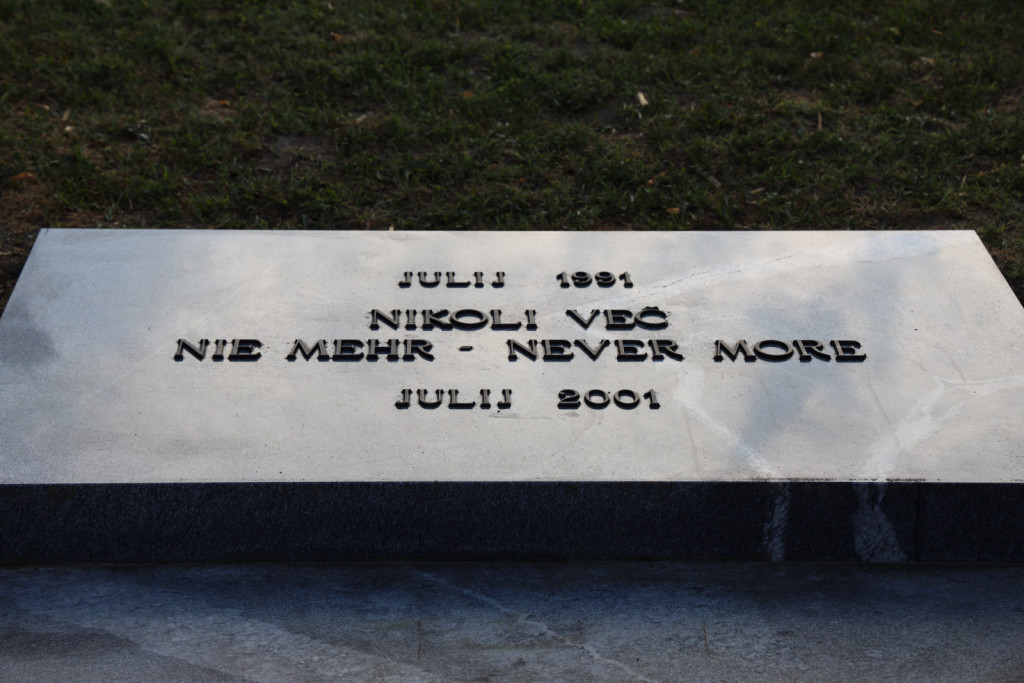 JULIJ 1991
NIKOLI VEČ
NIE MEHR - NEVER MORE
JULIJ 2001